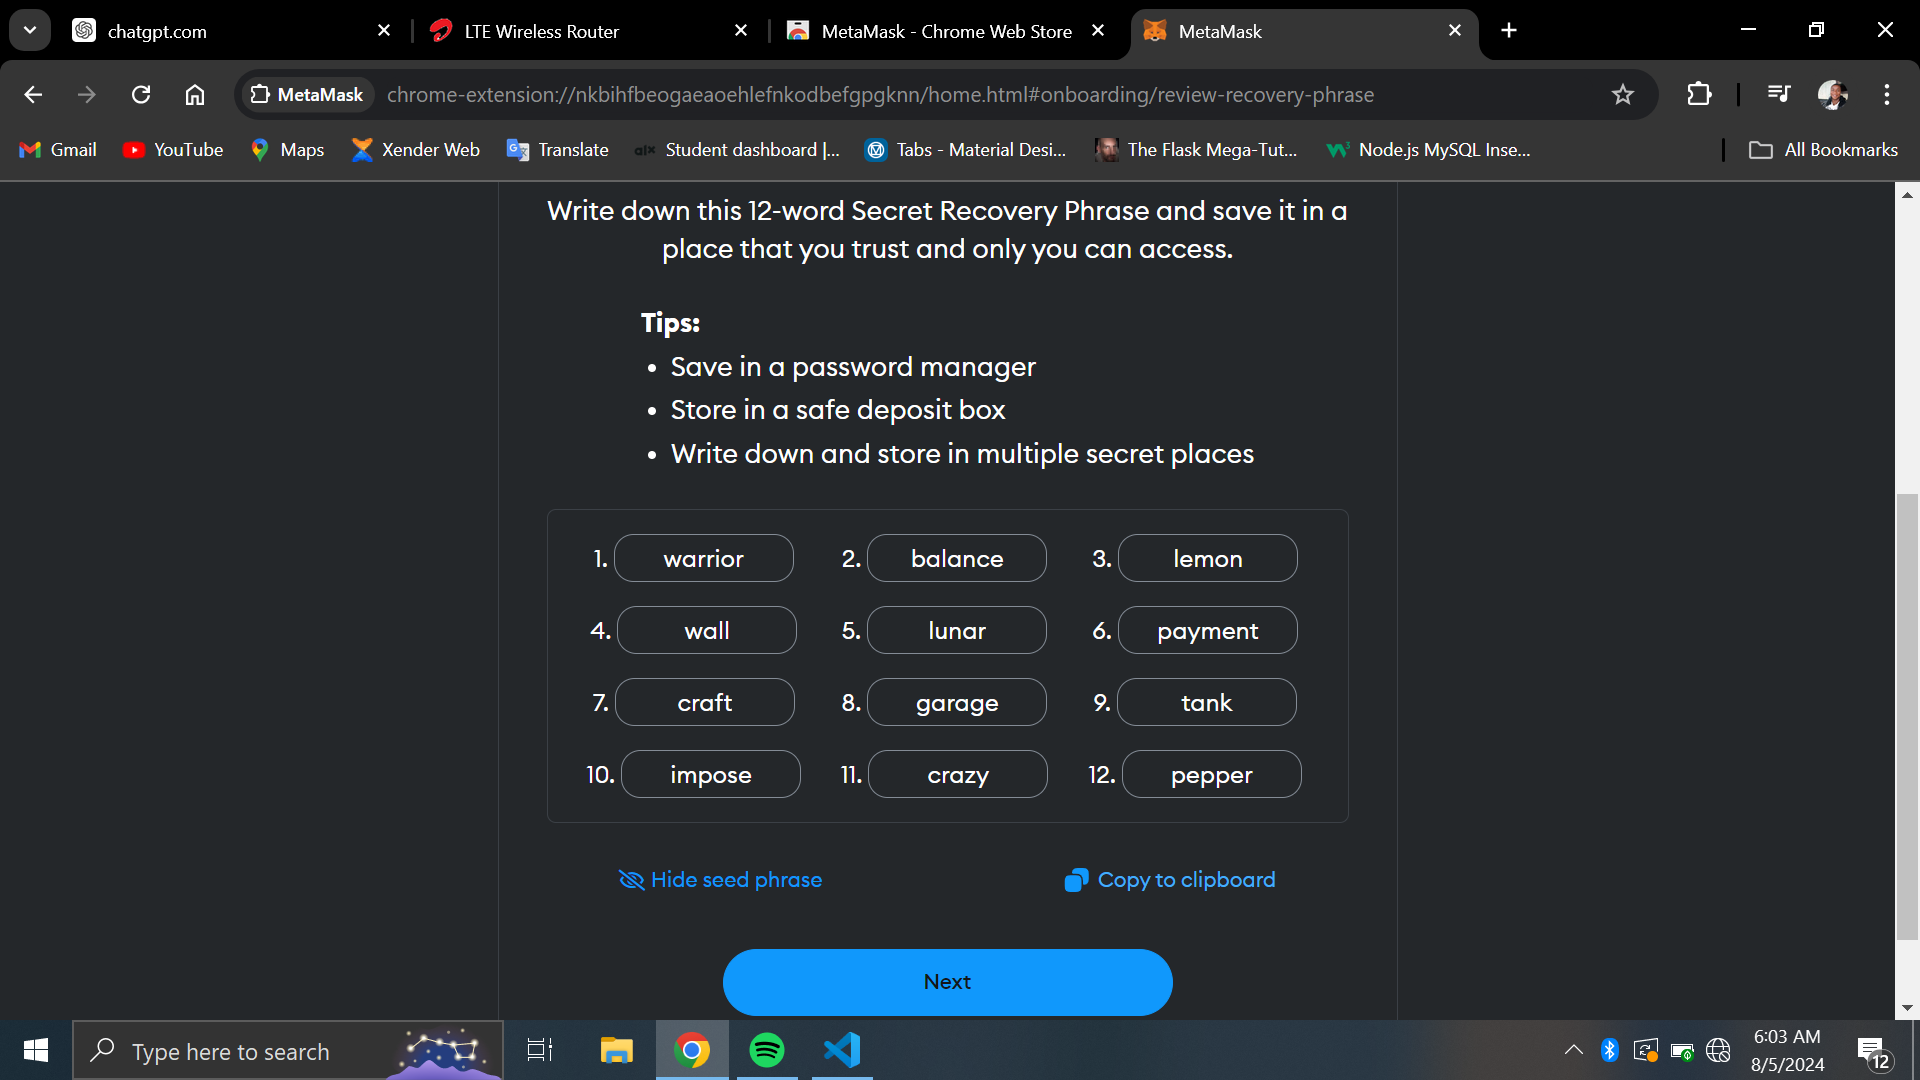 chatgpt.com
LTE Wireless Router
MetaMask - Chrome Web Store
MetaMask
MetaMask
chrome-extension://nkbihfbeogaeaoehlefnkodbefgpgknn/home.html#onboarding/review-recovery-phrase
Gmail
YouTube
Maps
Xender Web
Translate
alx
Student dashboard |...
Tabs - Material Desi...
The Flask Mega-Tut...
Node.js MySQL Inse...
All Bookmarks
Write down this 12-word Secret Recovery Phrase and save it in a
place that you trust and only you can access.
Tips:
• Save in a password manager
• Store in a safe deposit box
• Write down and store in multiple secret places
1. warrior 2. balance 3. lemon
4. wall 5. lunar 6. payment
7. craft 8. garage 9. tank
10. impose 11. crazy 12. pepper
Hide seed phrase
Copy to clipboard
Next
Type here to search
6:03 AM
8/5/2024
12